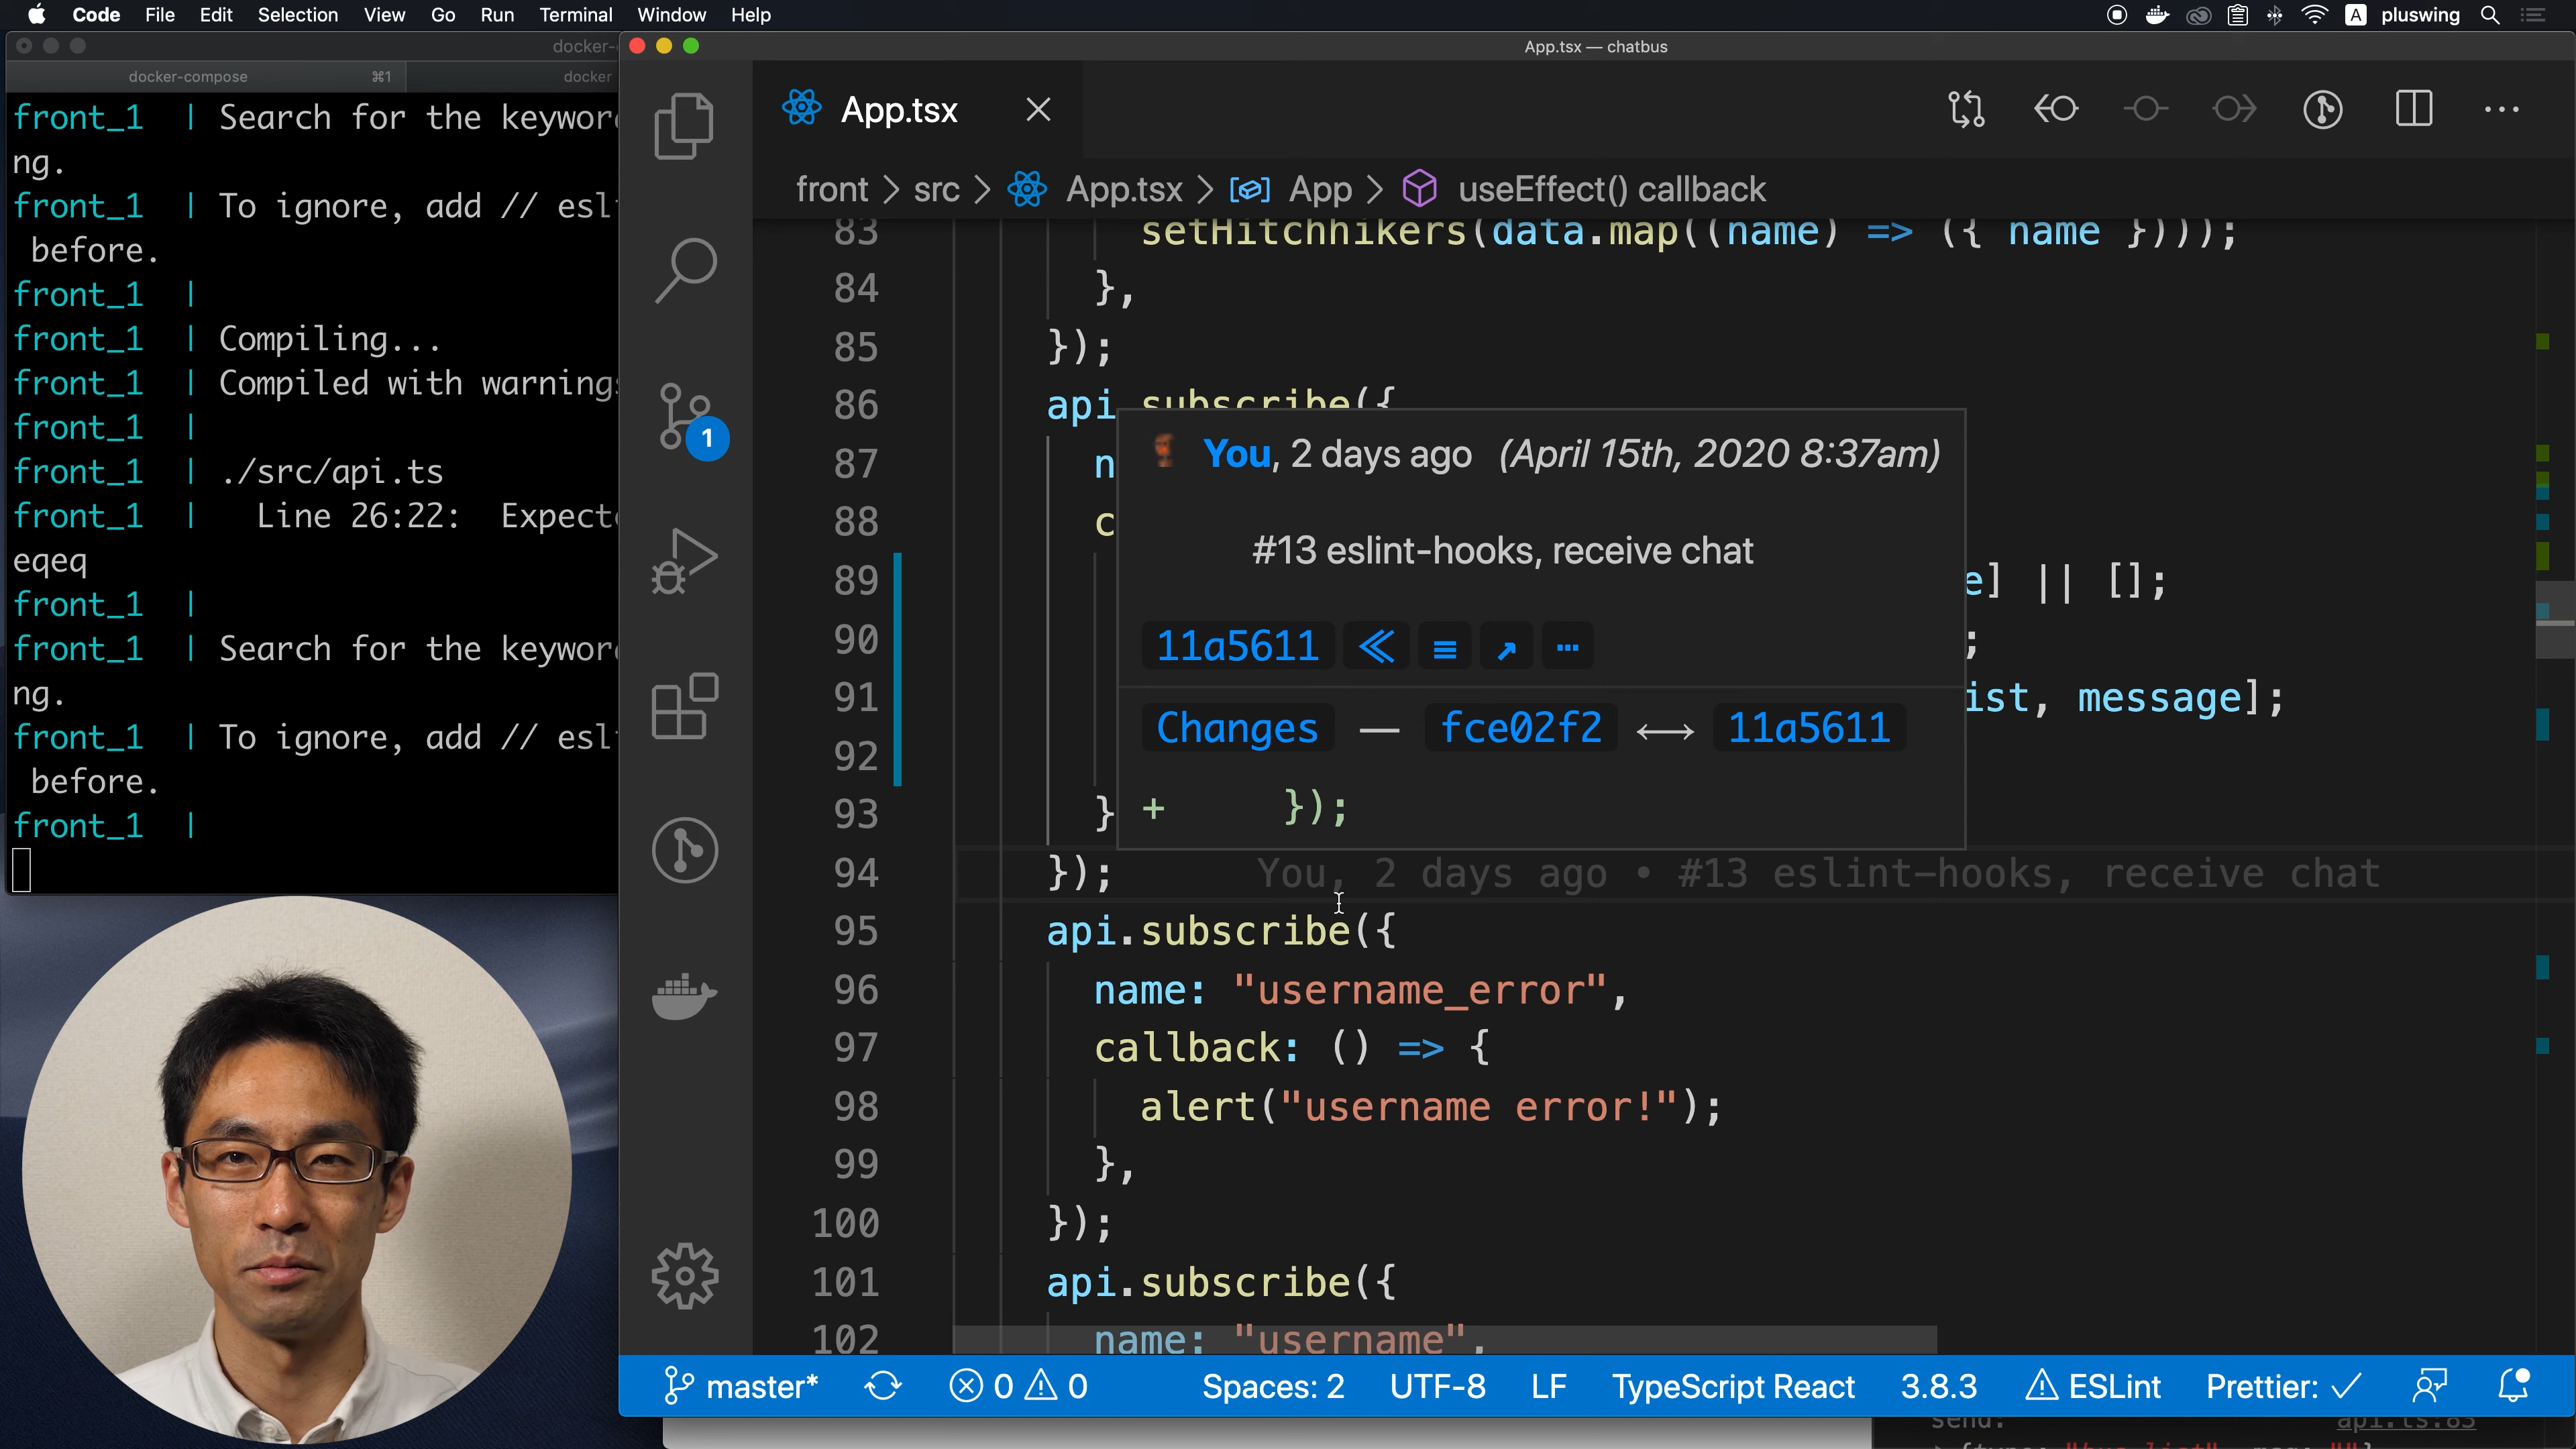 Code File Edit Selection View Go Run Terminal Window Help
A pluswing
docker-
docker-compose ⌘1 docker
front_1 | Search for the keyword
ng.
front_1 | To ignore, add // esl
before.
front_1 |
front_1 | Compiling...
front_1 | Compiled with warnings
front_1 |
front_1 | ./src/api.ts
front_1 | Line 26:22: Expect
eqeq
front_1 |
front_1 | Search for the keyword
ng.
front_1 | To ignore, add // esl
before.
front_1 |
App.tsx — chatbus
App.tsx
front > src > App.tsx > App > useEffect() callback
83 setHitchhikers(data.map((name) => ({ name })));
84 },
85 });
86 api.subscribe({
87 n
88 c
89 e] || [];
90 ;
91 ist, message];
92
93 }
You, 2 days ago (April 15th, 2020 8:37am)
#13 eslint-hooks, receive chat
11a5611
Changes — fce02f2 ⟷ 11a5611
+ });
94 }); You, 2 days ago • #13 eslint-hooks, receive chat
95 api.subscribe({
96 name: "username_error",
97 callback: () => {
98 alert("username error!");
99 },
100 });
101 api.subscribe({
102 name: "username",
1
master* 0 0 Spaces: 2 UTF-8 LF TypeScript React 3.8.3 ESLint Prettier: ✓
send: api.ts:83